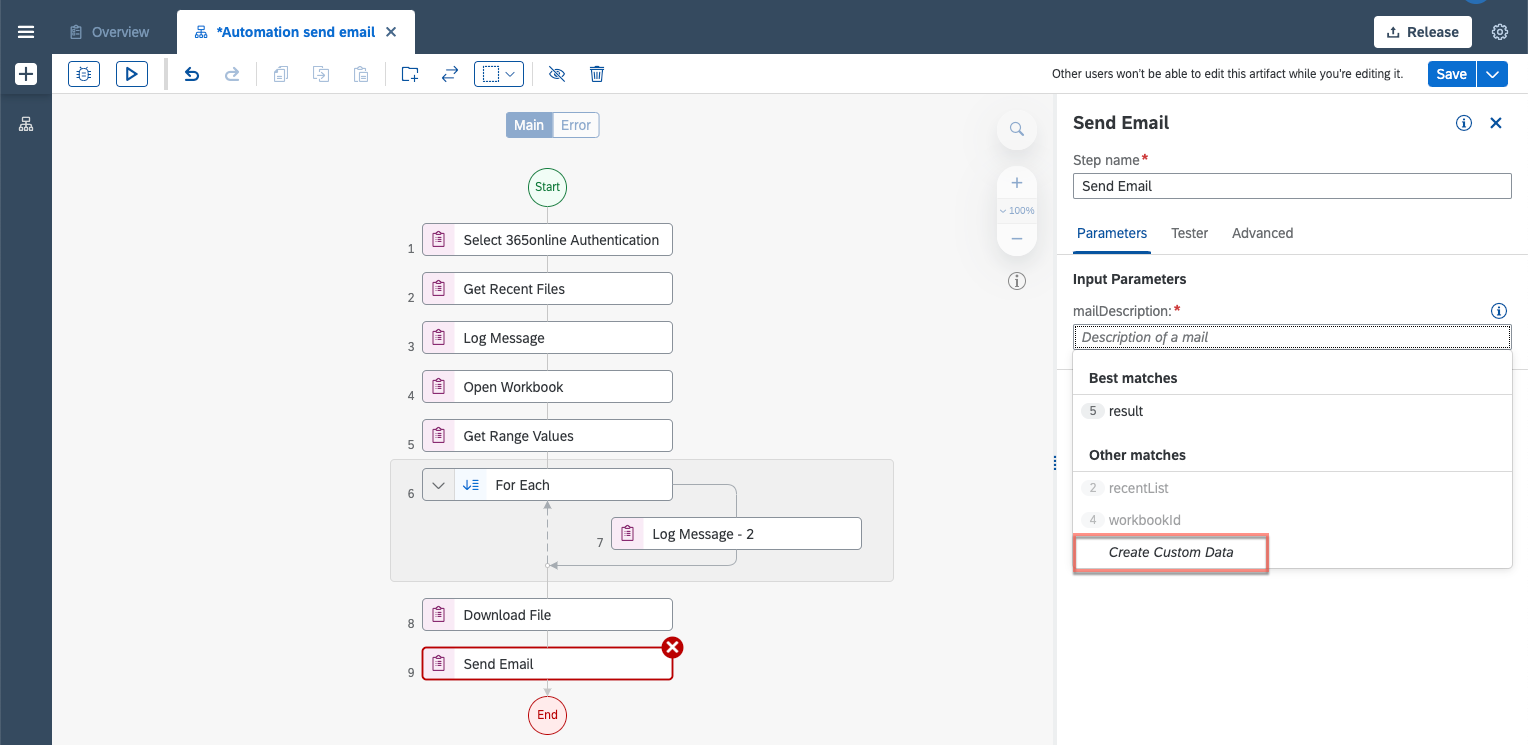 Overview
*Automation send email
Release
Other users won't be able to edit this artifact while you're editing it.
Save
Main
Error
Start
1
Select 365online Authentication
2
Get Recent Files
3
Log Message
4
Open Workbook
5
Get Range Values
6
For Each
7
Log Message - 2
8
Download File
9
Send Email
End
100%
Send Email
Step name*
Send Email
Parameters
Tester
Advanced
Input Parameters
mailDescription:*
Description of a mail
Best matches
5 result
Other matches
2 recentList
4 workbookId
Create Custom Data